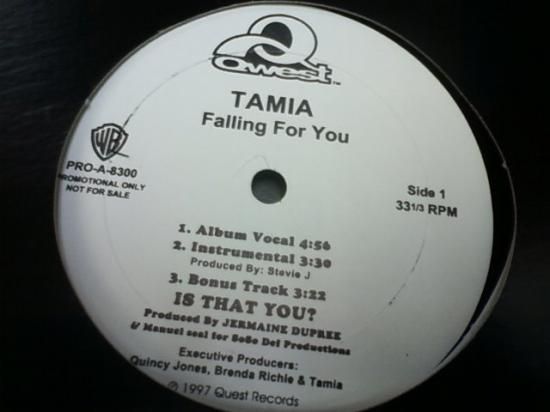 Qwest™
TAMIA
Falling For You
WB
PRO-A-8300
PROMOTIONAL ONLY
NOT FOR SALE
Side 1
33 1/3 RPM
1. Album Vocal 4:56
2. Instrumental 3:30
Produced By: Stevie J
3. Bonus Track 3:22
IS THAT YOU?
Produced By JERMAINE DUPREE
& Manuel seal for SoSo Def Productions
Executive Producers:
Quincy Jones, Brenda Richie & Tamia
℗ 1997 Quest Records